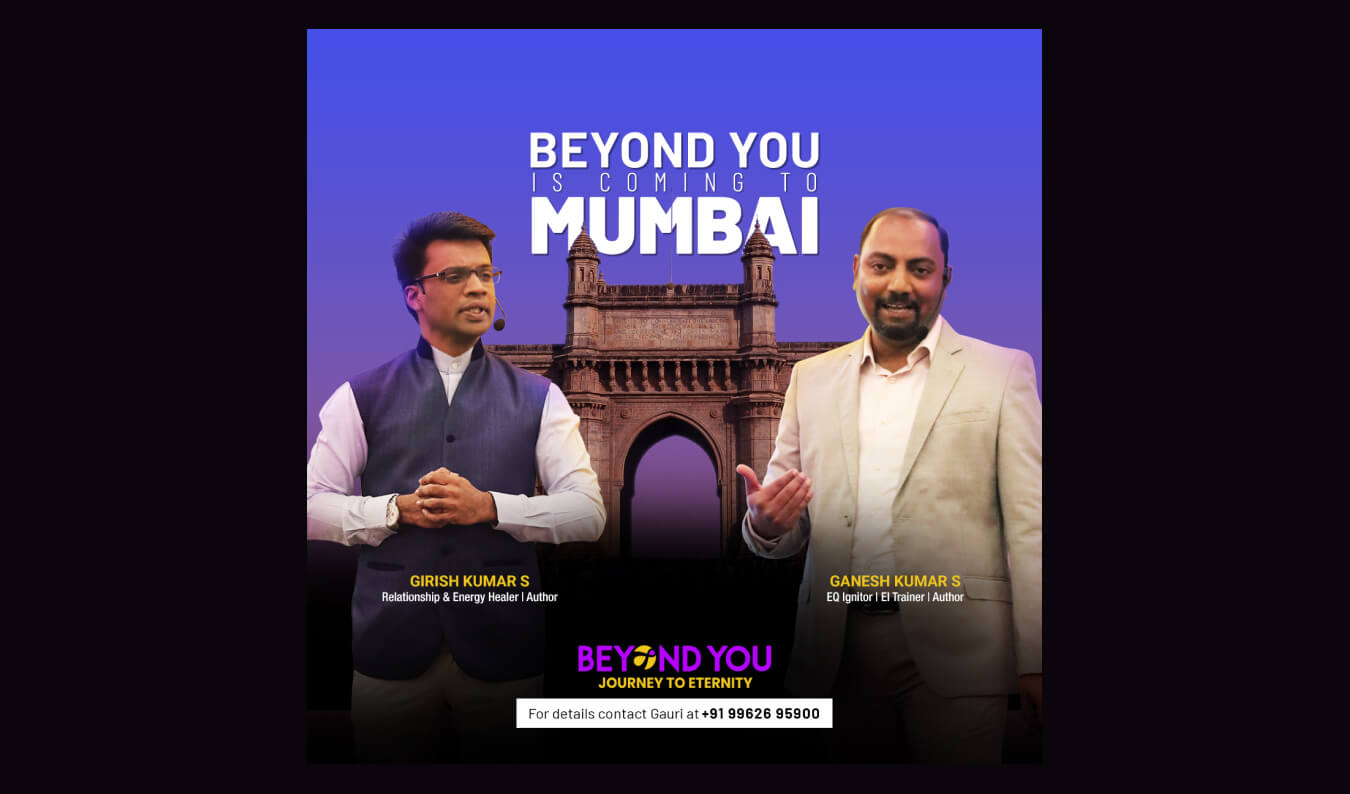 BEYOND YOU
IS COMING TO
MUMBAI
GIRISH KUMAR S
Relationship & Energy Healer | Author
GANESH KUMAR S
EQ Ignitor | EI Trainer | Author
BEYOND YOU
JOURNEY TO ETERNITY
For details contact Gauri at +91 99626 95900